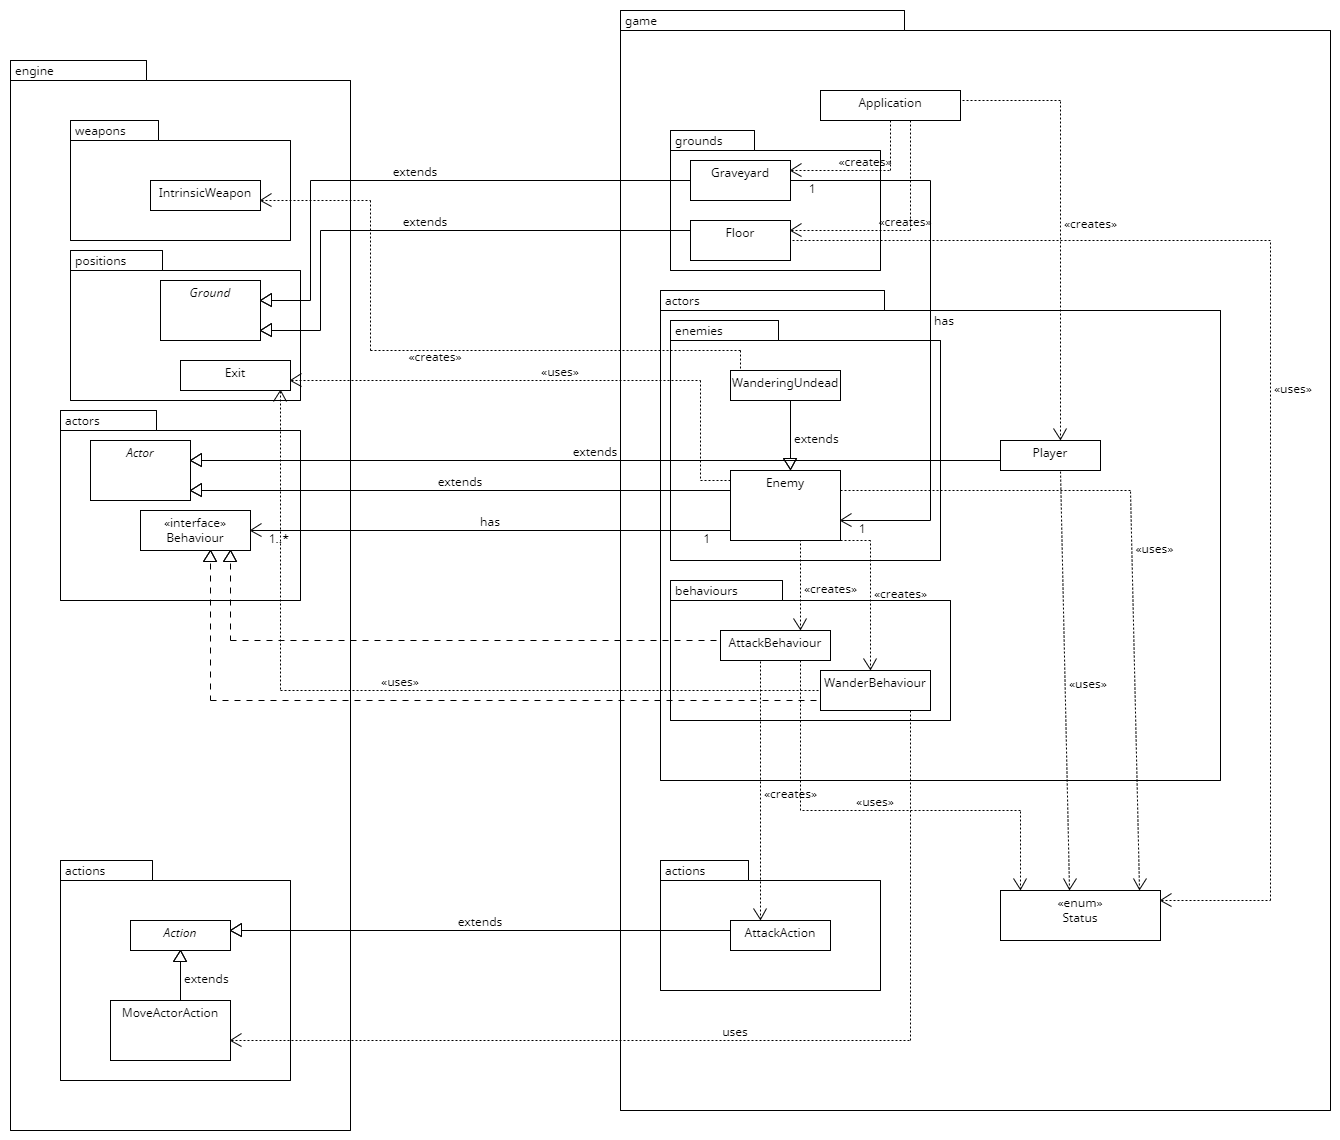 game
engine
Application
weapons
grounds
«creates»
IntrinsicWeapon
extends
Graveyard
1
extends
Floor
«creates»
«creates»
positions
Ground
actors
has
enemies
«creates»
«uses»
Exit
WanderingUndead
«uses»
actors
extends
Actor
extends
Player
extends
Enemy
«interface»
Behaviour
has
1..*
1
1
«uses»
behaviours
«creates»
«creates»
AttackBehaviour
«uses»
WanderBehaviour
«uses»
«creates»
«uses»
actions
actions
«enum»
Status
Action
extends
AttackAction
extends
MoveActorAction
uses